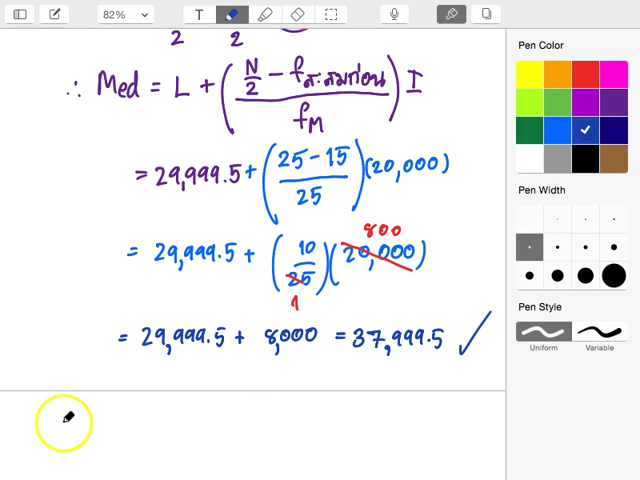 82%
T
2 2
∴ Med = L + ( (N/2 - fสะสมก่อน) / fM ) I
= 29,999.5 + ( (25 - 15) / 25 ) (20,000)
800
= 29,999.5 + ( 10 / 25 ) ( 20,000 )
1
= 29,999.5 + 8,000 = 37,999.5 ✓
Pen Color
Pen Width
Pen Style
Uniform Variable